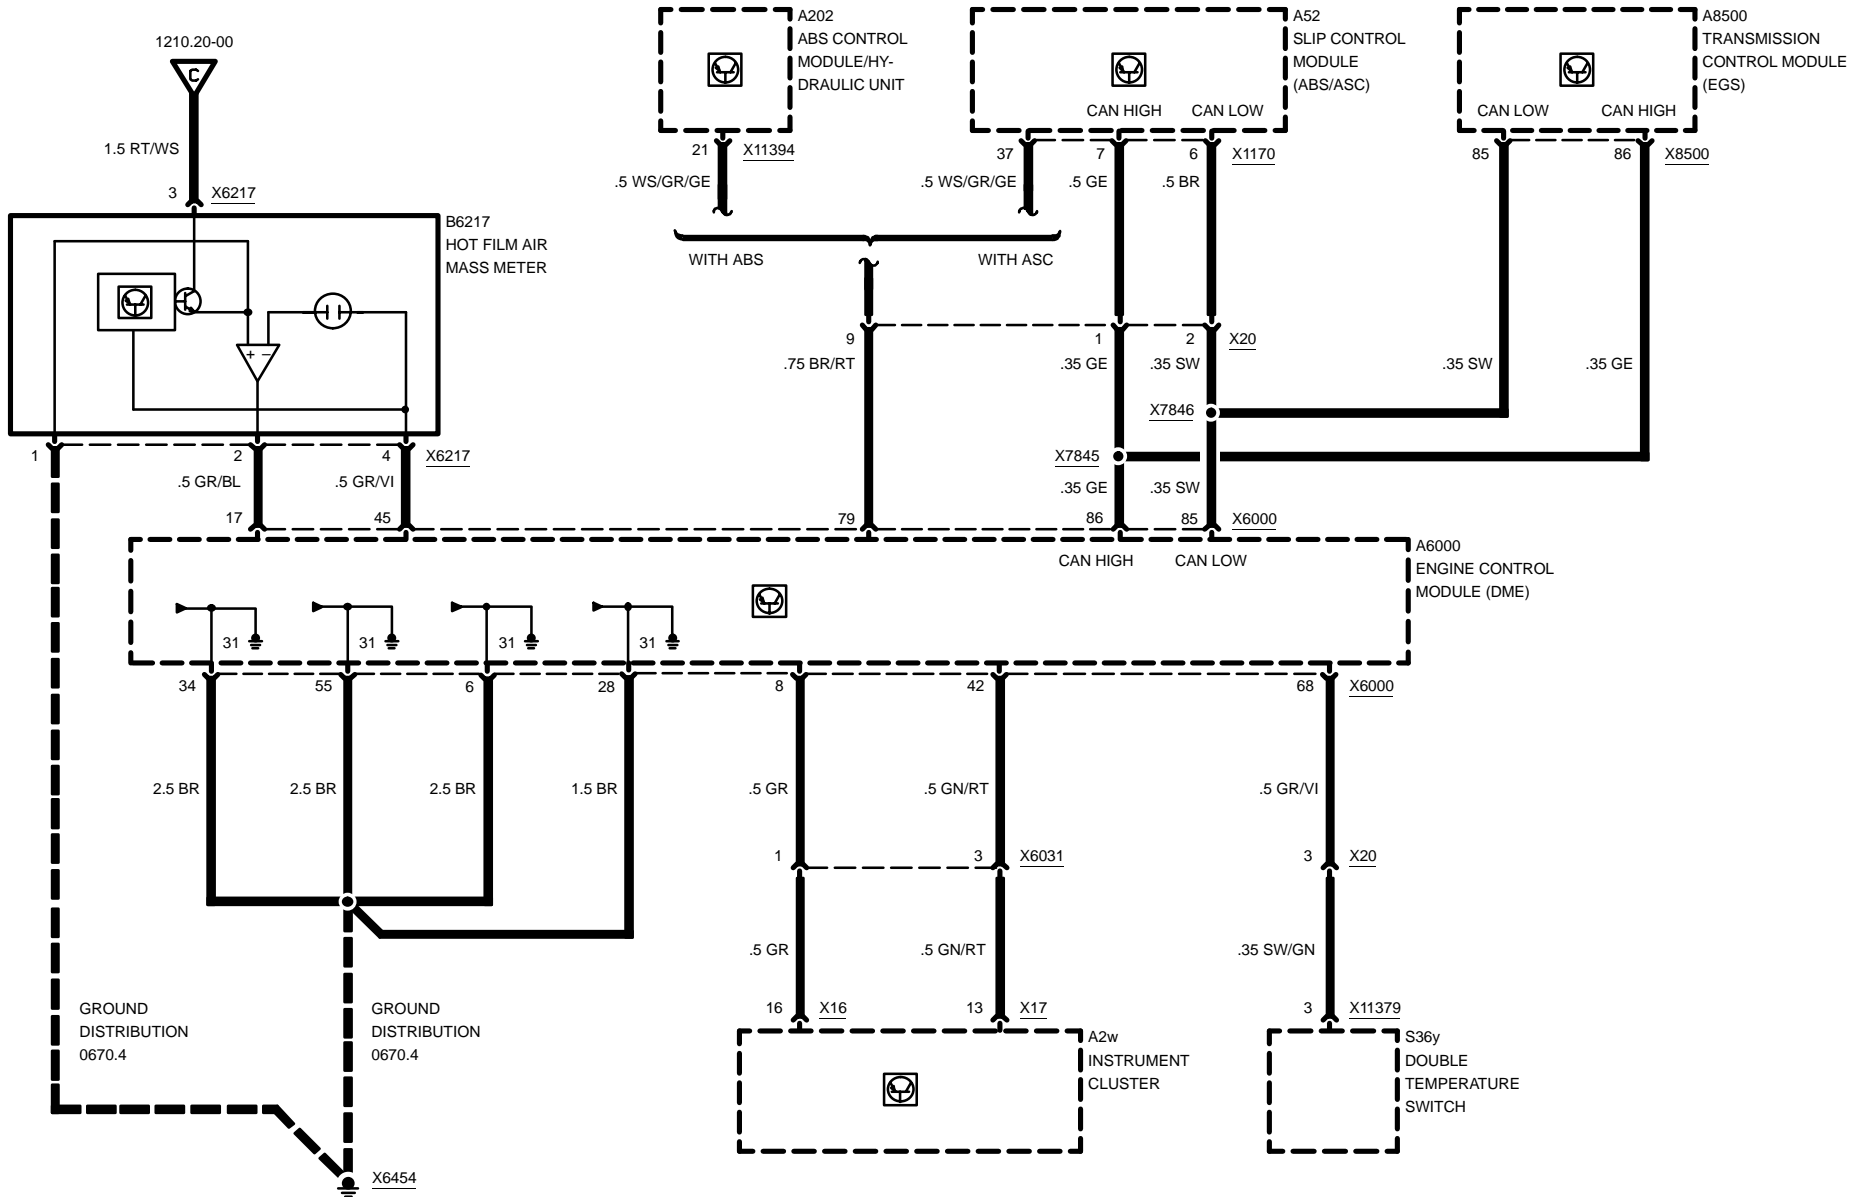 1210.20-00
C
1.5 RT/WS
3 X6217
B6217
HOT FILM AIR
MASS METER
+ −
1 2 4 X6217
.5 GR/BL .5 GR/VI
17 45
A202
ABS CONTROL
MODULE/HY-
DRAULIC UNIT
21 X11394
.5 WS/GR/GE
A52
SLIP CONTROL
MODULE
(ABS/ASC)
CAN HIGH CAN LOW
37 7 6 X1170
.5 WS/GR/GE .5 GE .5 BR
A8500
TRANSMISSION
CONTROL MODULE
(EGS)
CAN LOW CAN HIGH
85 86 X8500
WITH ABS WITH ASC
9 1 2 X20
.75 BR/RT .35 GE .35 SW .35 SW .35 GE
X7846
X7845
.35 GE .35 SW
79 86 85 X6000
CAN HIGH CAN LOW
A6000
ENGINE CONTROL
MODULE (DME)
31 31 31 31
34 55 6 28 8 42 68 X6000
2.5 BR 2.5 BR 2.5 BR 1.5 BR .5 GR .5 GN/RT .5 GR/VI
1 3 X6031 3 X20
.5 GR .5 GN/RT .35 SW/GN
16 X16 13 X17 3 X11379
GROUND
DISTRIBUTION
0670.4
GROUND
DISTRIBUTION
0670.4
A2w
INSTRUMENT
CLUSTER
S36y
DOUBLE
TEMPERATURE
SWITCH
X6454